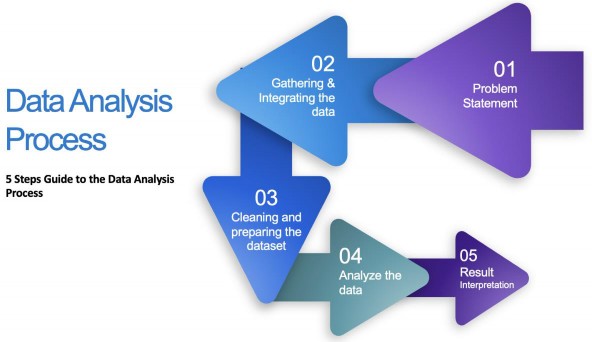 Data Analysis
Process
5 Steps Guide to the Data Analysis
Process
01
Problem
Statement
02
Gathering &
Integrating the
data
03
Cleaning and
preparing the
dataset
04
Analyze the
data
05
Result
Interpretation